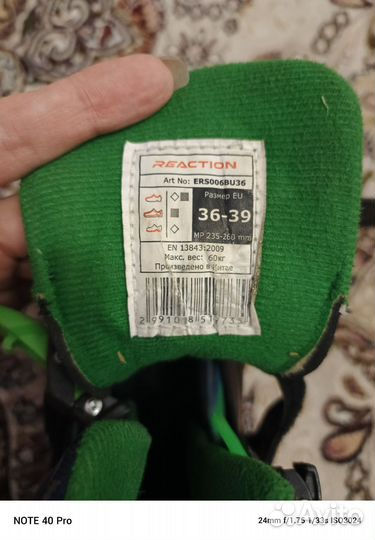 REACTION
Art No: ERS006BU36
Размер EU
36-39
MP 235-260 mm
EN 13843:2009
Макс. вес: 60кг
Произведено в Китае
NOTE 40 Pro
24mm f/1.75 1/33s ISO3024
Avito